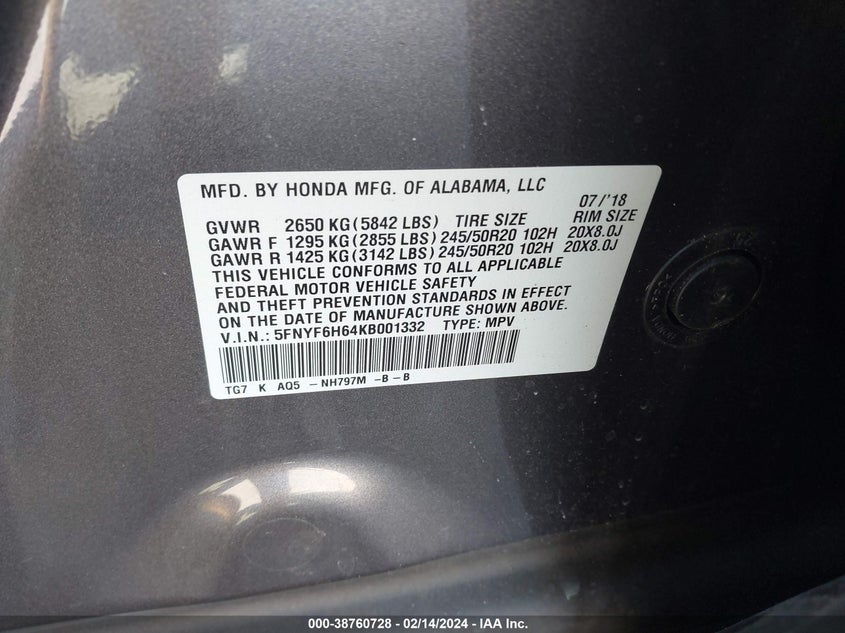 MFD. BY HONDA MFG. OF ALABAMA, LLC 07/'18
GVWR 2650 KG (5842 LBS) TIRE SIZE RIM SIZE
GAWR F 1295 KG (2855 LBS) 245/50R20 102H 20X8.0J
GAWR R 1425 KG (3142 LBS) 245/50R20 102H 20X8.0J
THIS VEHICLE CONFORMS TO ALL APPLICABLE
FEDERAL MOTOR VEHICLE SAFETY
AND THEFT PREVENTION STANDARDS IN EFFECT
ON THE DATE OF MANUFACTURE SHOWN ABOVE.
V.I.N.: 5FNYF6H64KB001332 TYPE: MPV
TG7 K AQ5 -NH797M -B -B
000-38760728 - 02/14/2024 - IAA Inc.